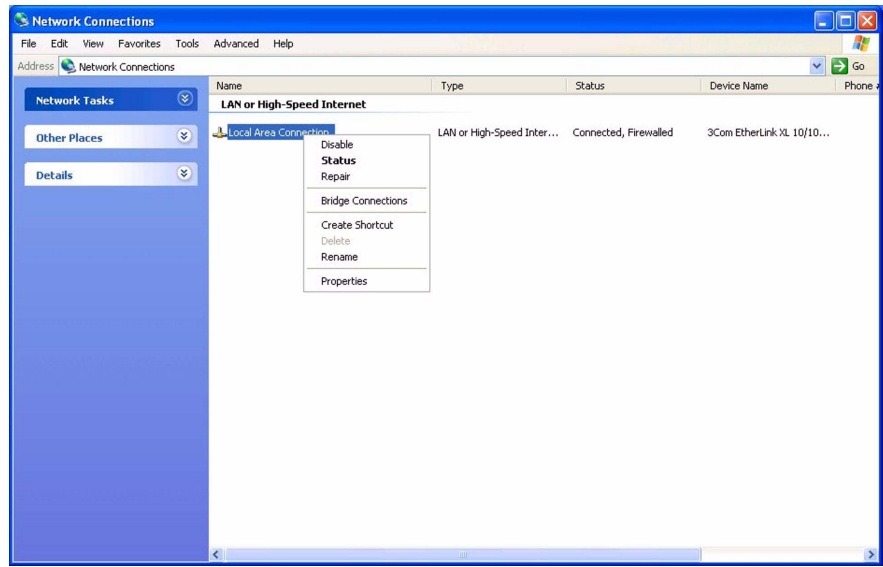 Network Connections
File Edit View Favorites Tools Advanced Help
Address Network Connections Go
Name Type Status Device Name Phone
Network Tasks
LAN or High-Speed Internet
Other Places
Local Area Connection LAN or High-Speed Inter... Connected, Firewalled 3Com EtherLink XL 10/10...
Details
Disable
Status
Repair
Bridge Connections
Create Shortcut
Delete
Rename
Properties